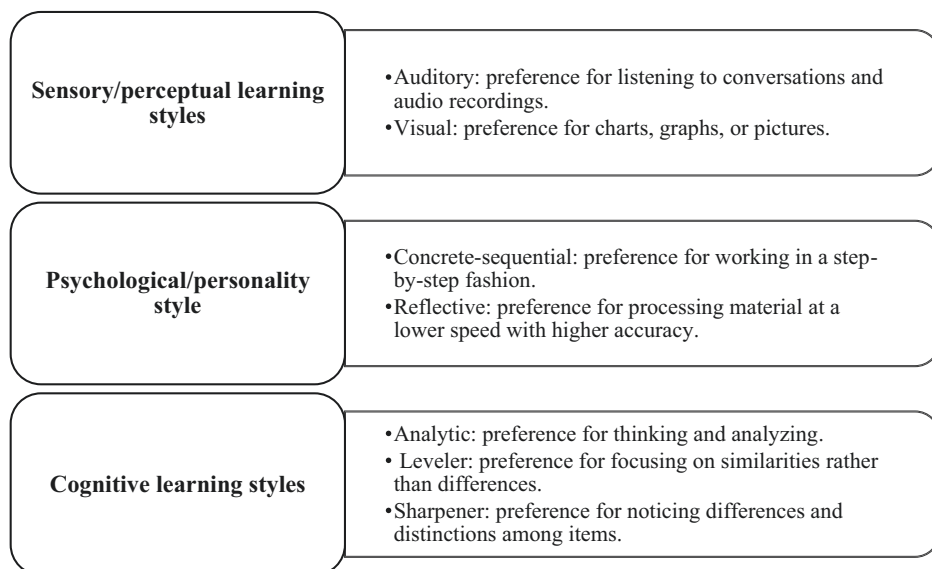 Sensory/perceptual learning
styles
•Auditory: preference for listening to conversations and
audio recordings.
•Visual: preference for charts, graphs, or pictures.
Psychological/personality
style
•Concrete-sequential: preference for working in a step-
by-step fashion.
•Reflective: preference for processing material at a
lower speed with higher accuracy.
Cognitive learning styles
•Analytic: preference for thinking and analyzing.
• Leveler: preference for focusing on similarities rather
than differences.
•Sharpener: preference for noticing differences and
distinctions among items.